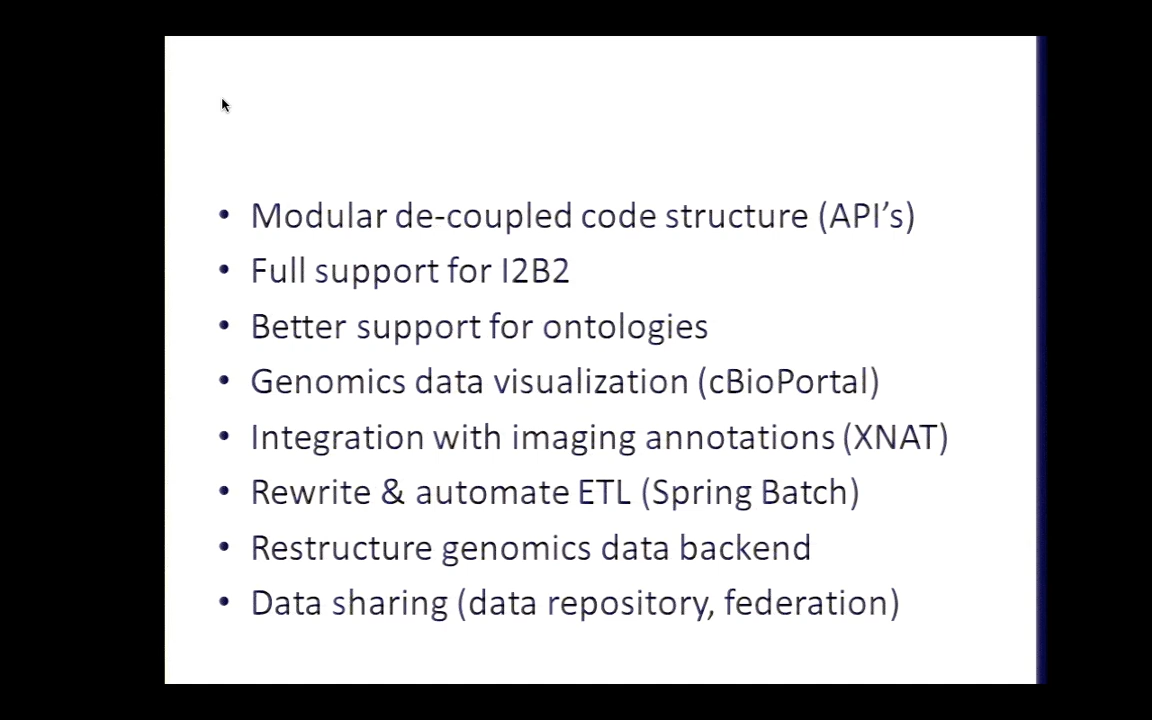 • Modular de-coupled code structure (API’s)
• Full support for I2B2
• Better support for ontologies
• Genomics data visualization (cBioPortal)
• Integration with imaging annotations (XNAT)
• Rewrite & automate ETL (Spring Batch)
• Restructure genomics data backend
• Data sharing (data repository, federation)